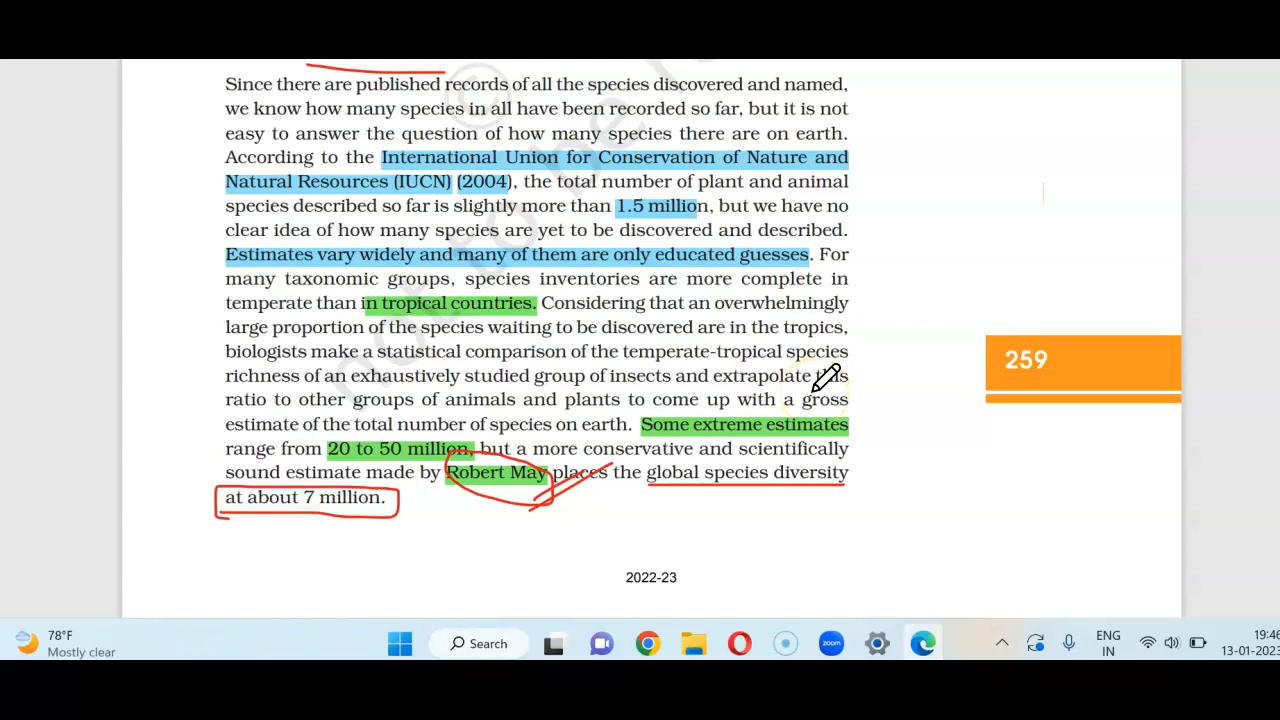 Since there are published records of all the species discovered and named,
we know how many species in all have been recorded so far, but it is not
easy to answer the question of how many species there are on earth.
According to the International Union for Conservation of Nature and
Natural Resources (IUCN) (2004), the total number of plant and animal
species described so far is slightly more than 1.5 million, but we have no
clear idea of how many species are yet to be discovered and described.
Estimates vary widely and many of them are only educated guesses. For
many taxonomic groups, species inventories are more complete in
temperate than in tropical countries. Considering that an overwhelmingly
large proportion of the species waiting to be discovered are in the tropics,
biologists make a statistical comparison of the temperate-tropical species
richness of an exhaustively studied group of insects and extrapolate this
ratio to other groups of animals and plants to come up with a gross
estimate of the total number of species on earth. Some extreme estimates
range from 20 to 50 million, but a more conservative and scientifically
sound estimate made by Robert May places the global species diversity
at about 7 million.
259
2022-23
© not to be re
78°F
Mostly clear
Search
zoom
ENG
IN
19:46
13-01-2023